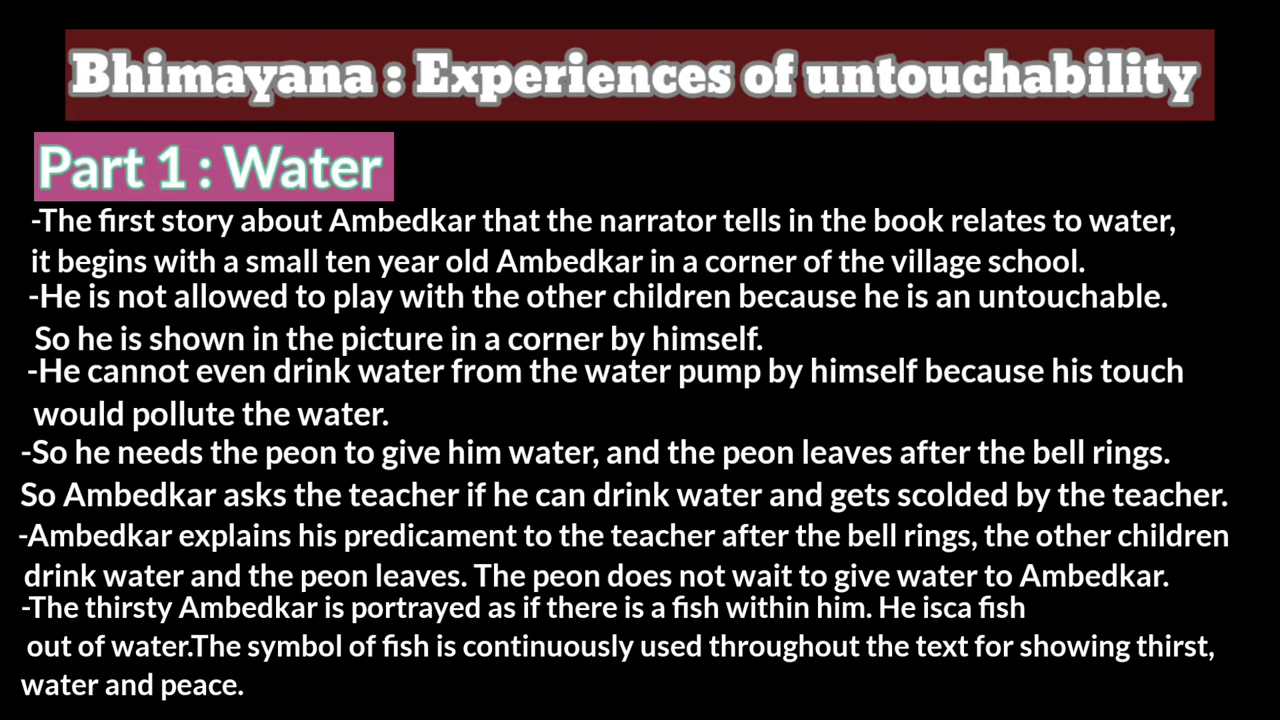 Bhimayana : Experiences of untouchability
Part 1 : Water
-The first story about Ambedkar that the narrator tells in the book relates to water,
it begins with a small ten year old Ambedkar in a corner of the village school.
-He is not allowed to play with the other children because he is an untouchable.
So he is shown in the picture in a corner by himself.
-He cannot even drink water from the water pump by himself because his touch
would pollute the water.
-So he needs the peon to give him water, and the peon leaves after the bell rings.
So Ambedkar asks the teacher if he can drink water and gets scolded by the teacher.
-Ambedkar explains his predicament to the teacher after the bell rings, the other children
drink water and the peon leaves. The peon does not wait to give water to Ambedkar.
-The thirsty Ambedkar is portrayed as if there is a fish within him. He isca fish
out of water.The symbol of fish is continuously used throughout the text for showing thirst,
water and peace.